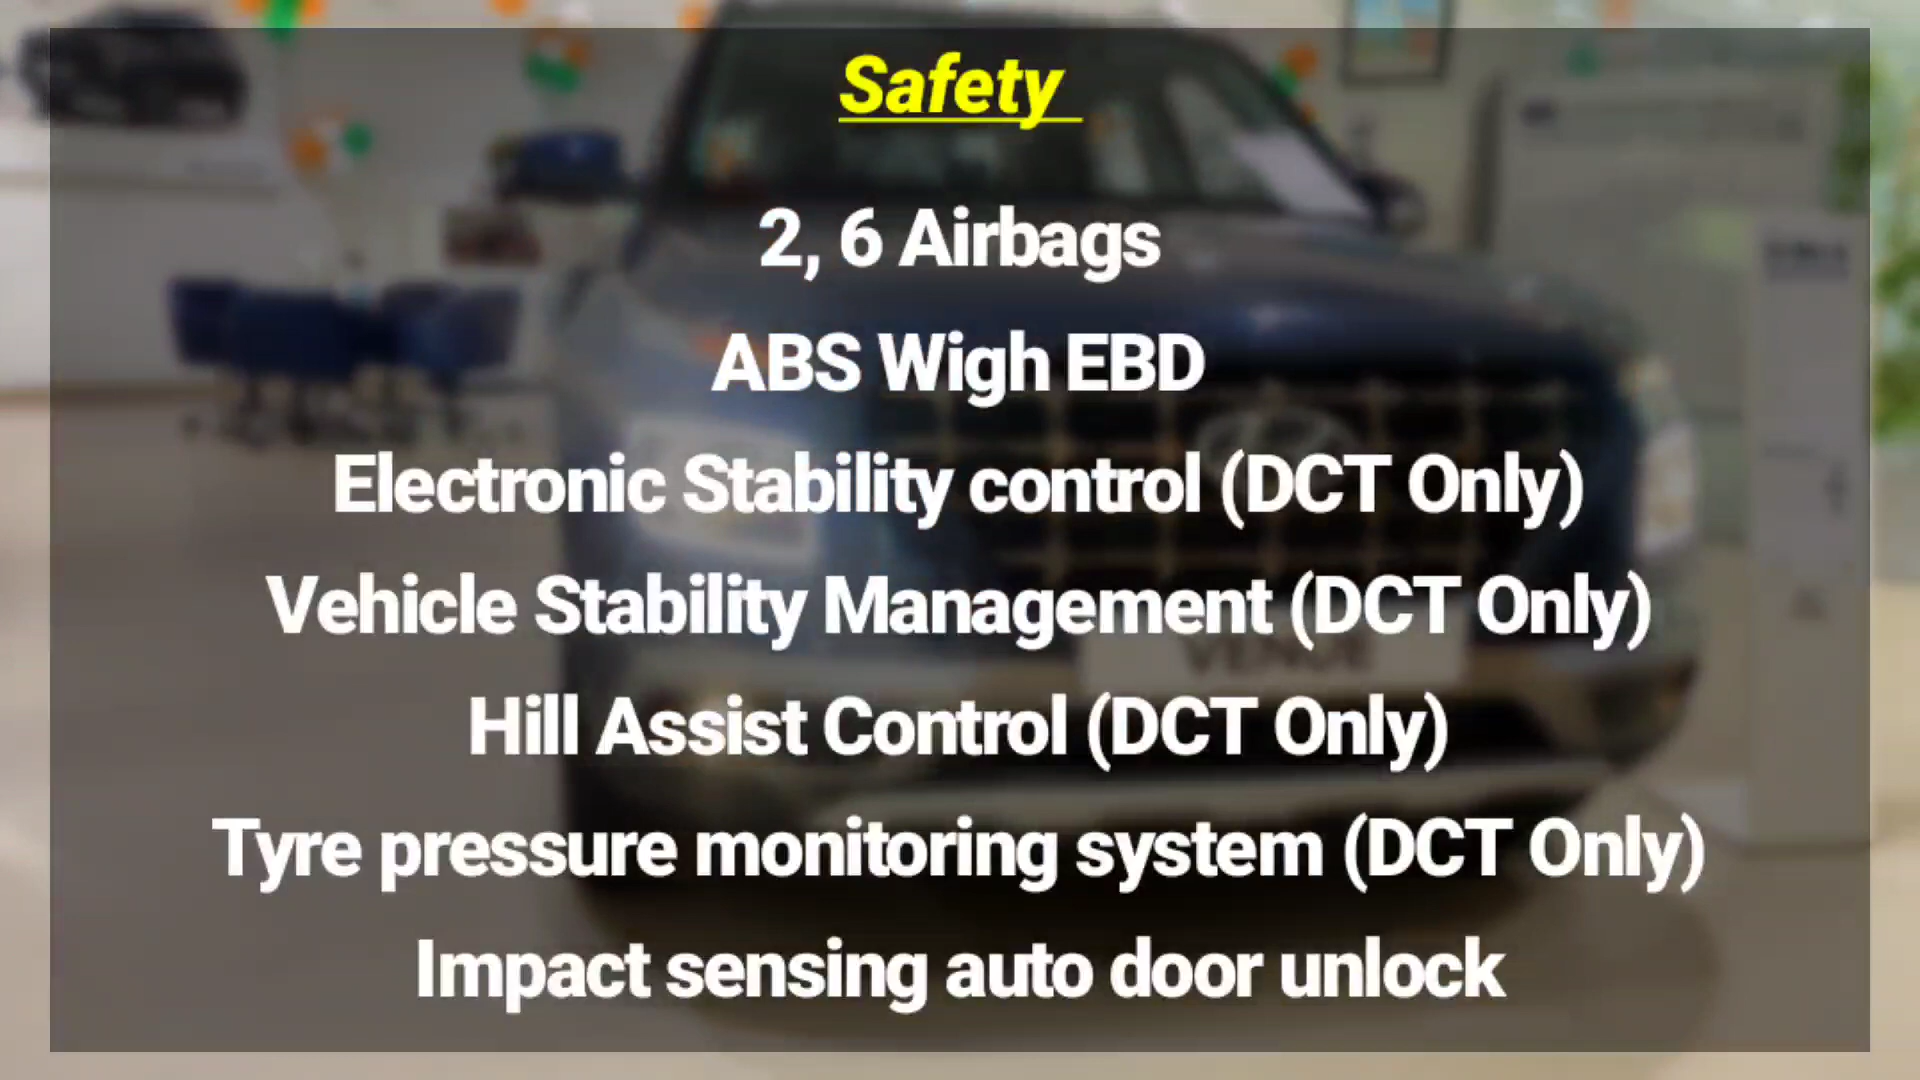 Safety
2, 6 Airbags
ABS Wigh EBD
Electronic Stability control (DCT Only)
Vehicle Stability Management (DCT Only)
Hill Assist Control (DCT Only)
VENUE
Tyre pressure monitoring system (DCT Only)
Impact sensing auto door unlock